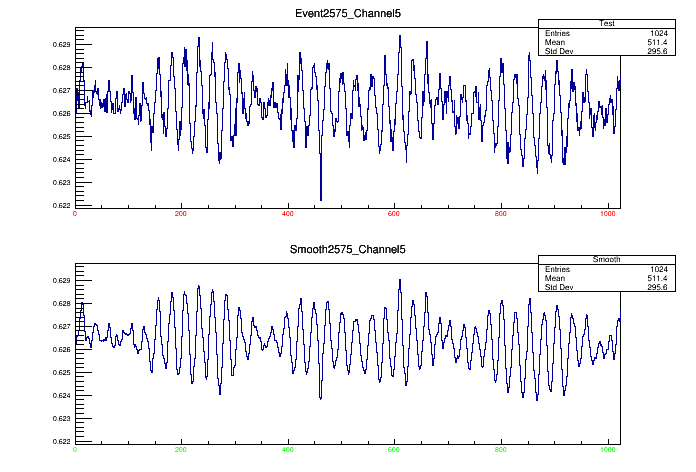 Event2575_Channel5
Test
Entries 1024
Mean 511.4
Std Dev 295.6
0.629
0.628
0.627
0.626
0.625
0.624
0.623
0.622
0 200 400 600 800 1000
Smooth2575_Channel5
Smooth
Entries 1024
Mean 511.4
Std Dev 295.6
0.629
0.628
0.627
0.626
0.625
0.624
0.623
0.622
0 200 400 600 800 1000